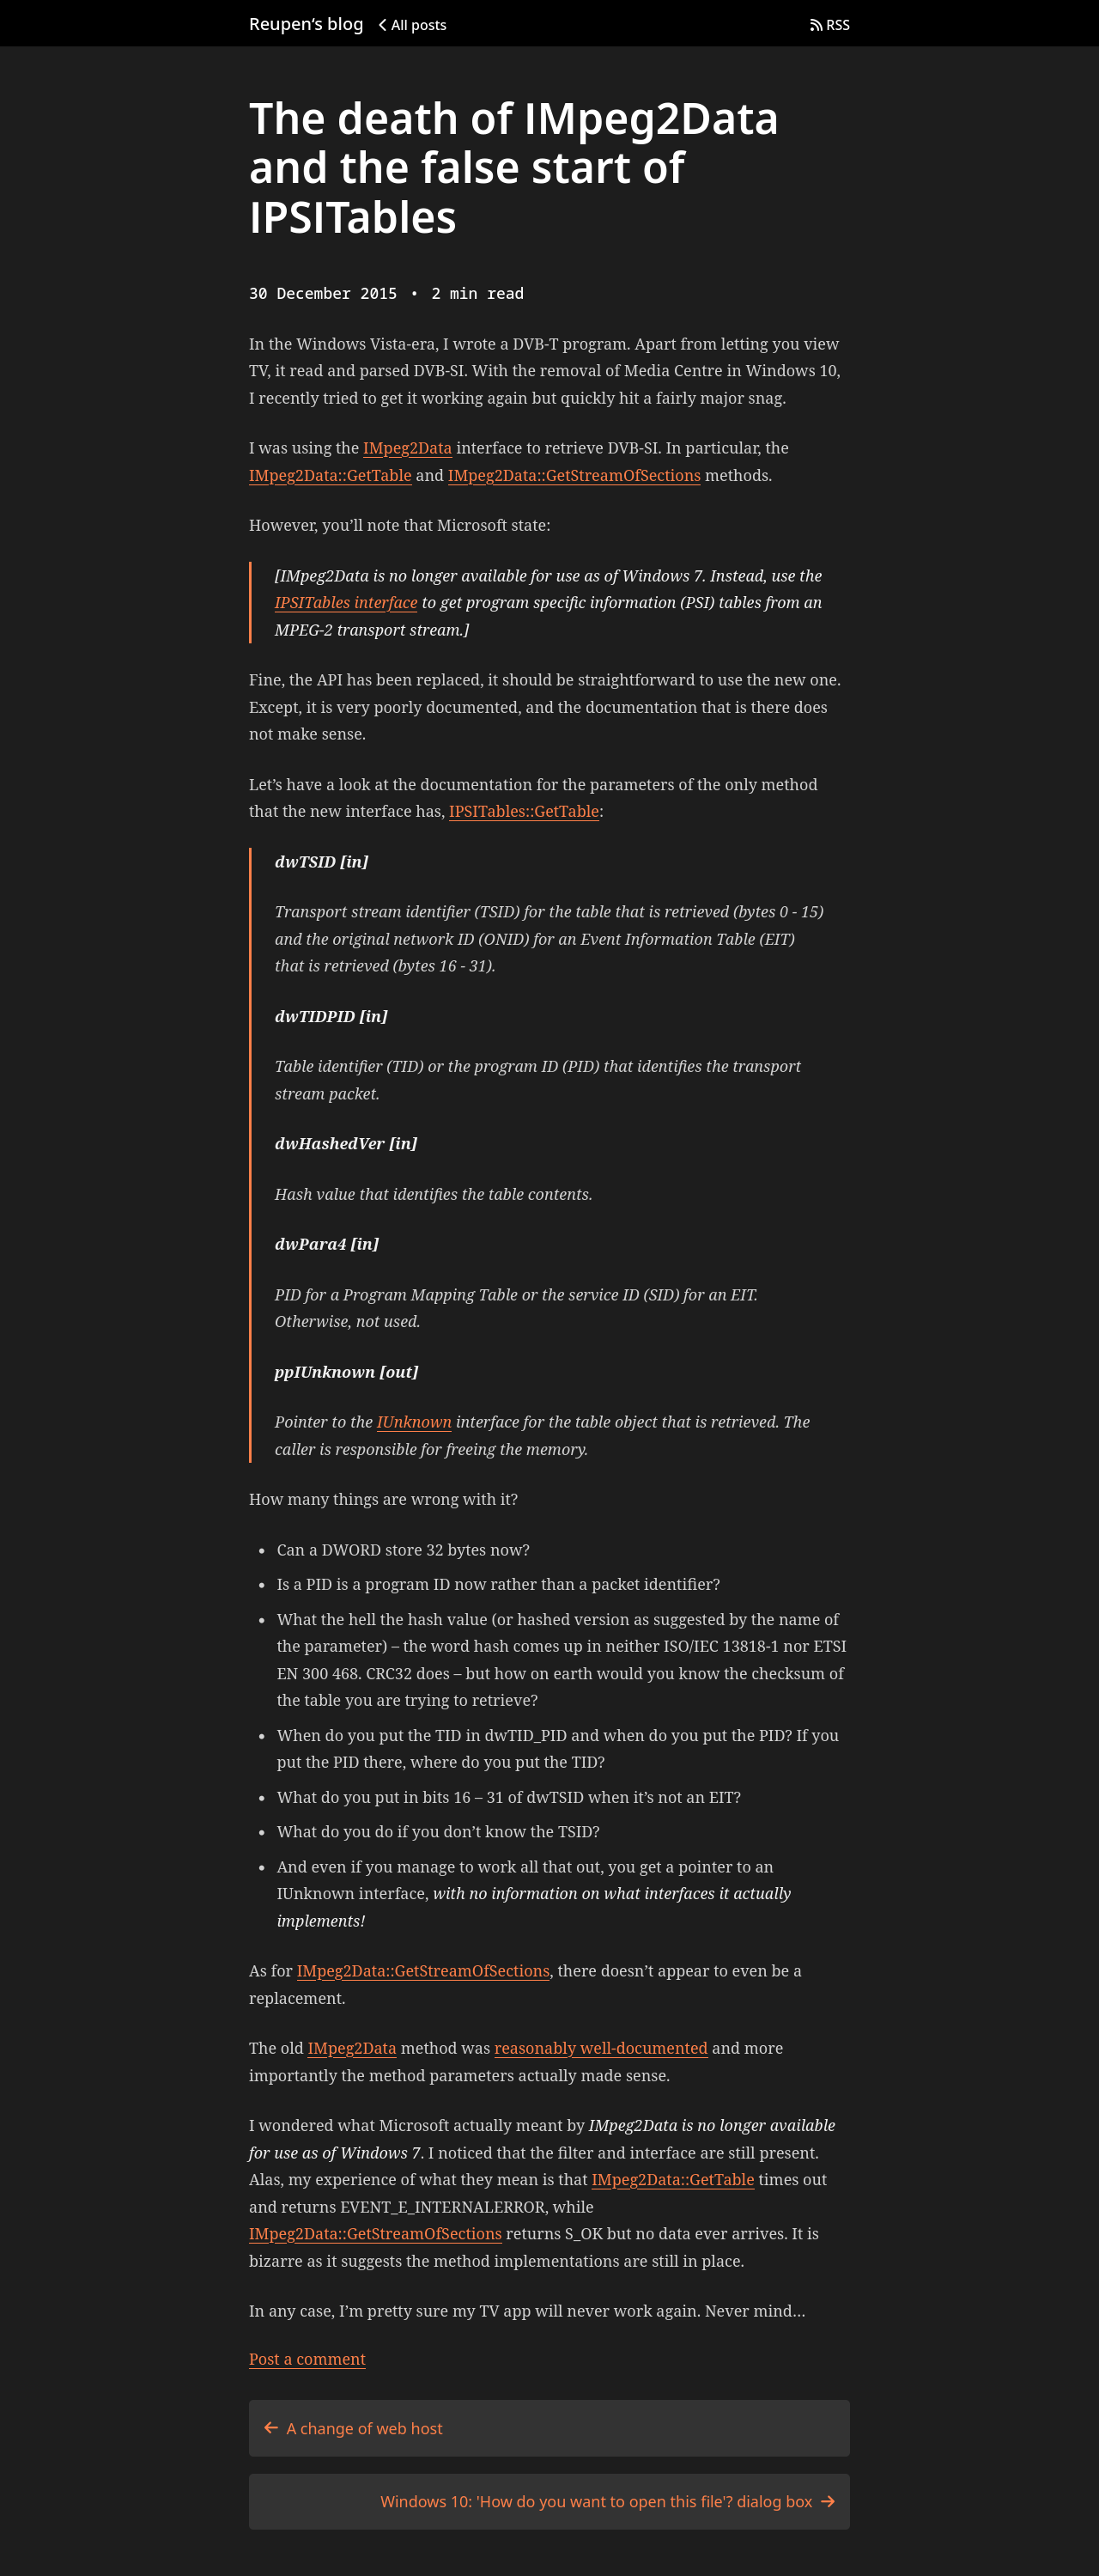 Reupen‘s blog All posts RSS
The death of IMpeg2Data
and the false start of
IPSITables
30 December 2015 • 2 min read
In the Windows Vista-era, I wrote a DVB-T program. Apart from letting you view
TV, it read and parsed DVB-SI. With the removal of Media Centre in Windows 10,
I recently tried to get it working again but quickly hit a fairly major snag.
I was using the IMpeg2Data interface to retrieve DVB-SI. In particular, the
IMpeg2Data::GetTable and IMpeg2Data::GetStreamOfSections methods.
However, you’ll note that Microsoft state:
[IMpeg2Data is no longer available for use as of Windows 7. Instead, use the
IPSITables interface to get program specific information (PSI) tables from an
MPEG-2 transport stream.]
Fine, the API has been replaced, it should be straightforward to use the new one.
Except, it is very poorly documented, and the documentation that is there does
not make sense.
Let’s have a look at the documentation for the parameters of the only method
that the new interface has, IPSITables::GetTable:
dwTSID [in]
Transport stream identifier (TSID) for the table that is retrieved (bytes 0 - 15)
and the original network ID (ONID) for an Event Information Table (EIT)
that is retrieved (bytes 16 - 31).
dwTIDPID [in]
Table identifier (TID) or the program ID (PID) that identifies the transport
stream packet.
dwHashedVer [in]
Hash value that identifies the table contents.
dwPara4 [in]
PID for a Program Mapping Table or the service ID (SID) for an EIT.
Otherwise, not used.
ppIUnknown [out]
Pointer to the IUnknown interface for the table object that is retrieved. The
caller is responsible for freeing the memory.
How many things are wrong with it?
• Can a DWORD store 32 bytes now?
• Is a PID is a program ID now rather than a packet identifier?
• What the hell the hash value (or hashed version as suggested by the name of
the parameter) – the word hash comes up in neither ISO/IEC 13818-1 nor ETSI
EN 300 468. CRC32 does – but how on earth would you know the checksum of
the table you are trying to retrieve?
• When do you put the TID in dwTID_PID and when do you put the PID? If you
put the PID there, where do you put the TID?
• What do you put in bits 16 – 31 of dwTSID when it’s not an EIT?
• What do you do if you don’t know the TSID?
• And even if you manage to work all that out, you get a pointer to an
IUnknown interface, with no information on what interfaces it actually
implements!
As for IMpeg2Data::GetStreamOfSections, there doesn’t appear to even be a
replacement.
The old IMpeg2Data method was reasonably well-documented and more
importantly the method parameters actually made sense.
I wondered what Microsoft actually meant by IMpeg2Data is no longer available
for use as of Windows 7. I noticed that the filter and interface are still present.
Alas, my experience of what they mean is that IMpeg2Data::GetTable times out
and returns EVENT_E_INTERNALERROR, while
IMpeg2Data::GetStreamOfSections returns S_OK but no data ever arrives. It is
bizarre as it suggests the method implementations are still in place.
In any case, I’m pretty sure my TV app will never work again. Never mind…
Post a comment
← A change of web host
Windows 10: 'How do you want to open this file'? dialog box →